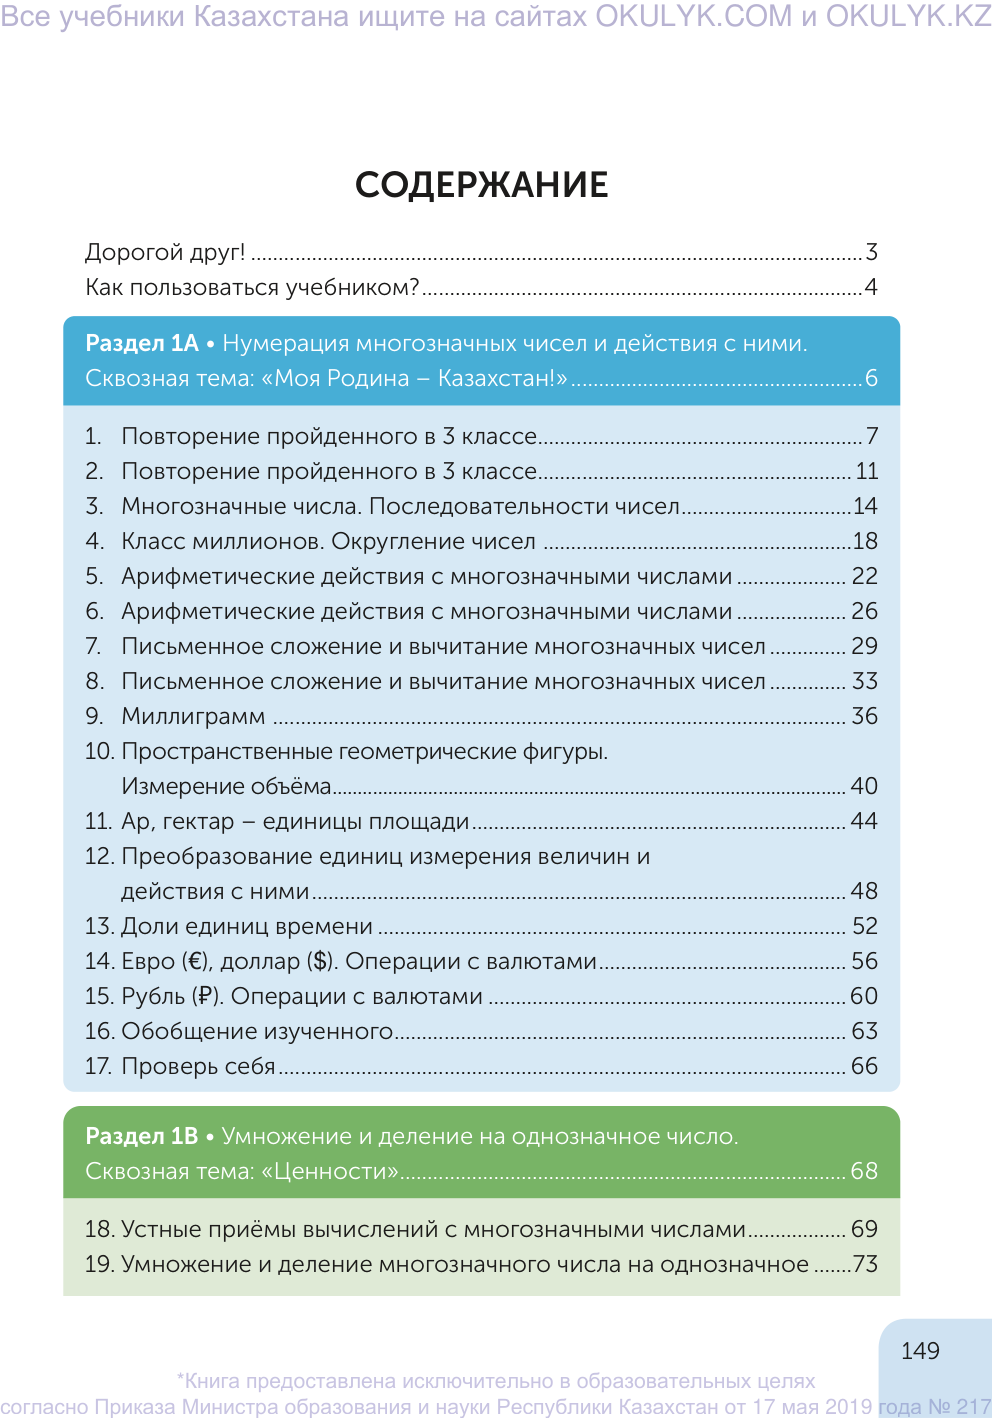 Все учебники Казахстана ищите на сайтах OKULYK.COM и OKULYK.KZ
СОДЕРЖАНИЕ
Дорогой друг! ............................................................ 3
Как пользоваться учебником? ............................................................ 4
Раздел 1А • Нумерация многозначных чисел и действия с ними.
Сквозная тема: «Моя Родина – Казахстан!» ............................................................ 6
1. Повторение пройденного в 3 классе ............................................................ 7
2. Повторение пройденного в 3 классе ............................................................ 11
3. Многозначные числа. Последовательности чисел ............................... 14
4. Класс миллионов. Округление чисел ............................................................ 18
5. Арифметические действия с многозначными числами .................... 22
6. Арифметические действия с многозначными числами .................... 26
7. Письменное сложение и вычитание многозначных чисел .............. 29
8. Письменное сложение и вычитание многозначных чисел .............. 33
9. Миллиграмм ............................................................ 36
10. Пространственные геометрические фигуры.
Измерение объёма ............................................................ 40
11. Ар, гектар – единицы площади ............................................................ 44
12. Преобразование единиц измерения величин и
действия с ними ............................................................ 48
13. Доли единиц времени ............................................................ 52
14. Евро (€), доллар ($). Операции с валютами ............................................. 56
15. Рубль (₽). Операции с валютами ............................................................ 60
16. Обобщение изученного ............................................................ 63
17. Проверь себя ............................................................ 66
Раздел 1В • Умножение и деление на однозначное число.
Сквозная тема: «Ценности» ............................................................ 68
18. Устные приёмы вычислений с многозначными числами .................. 69
19. Умножение и деление многозначного числа на однозначное ....... 73
149
*Книга предоставлена исключительно в образовательных целях
согласно Приказа Министра образования и науки Республики Казахстан от 17 мая 2019 года № 217